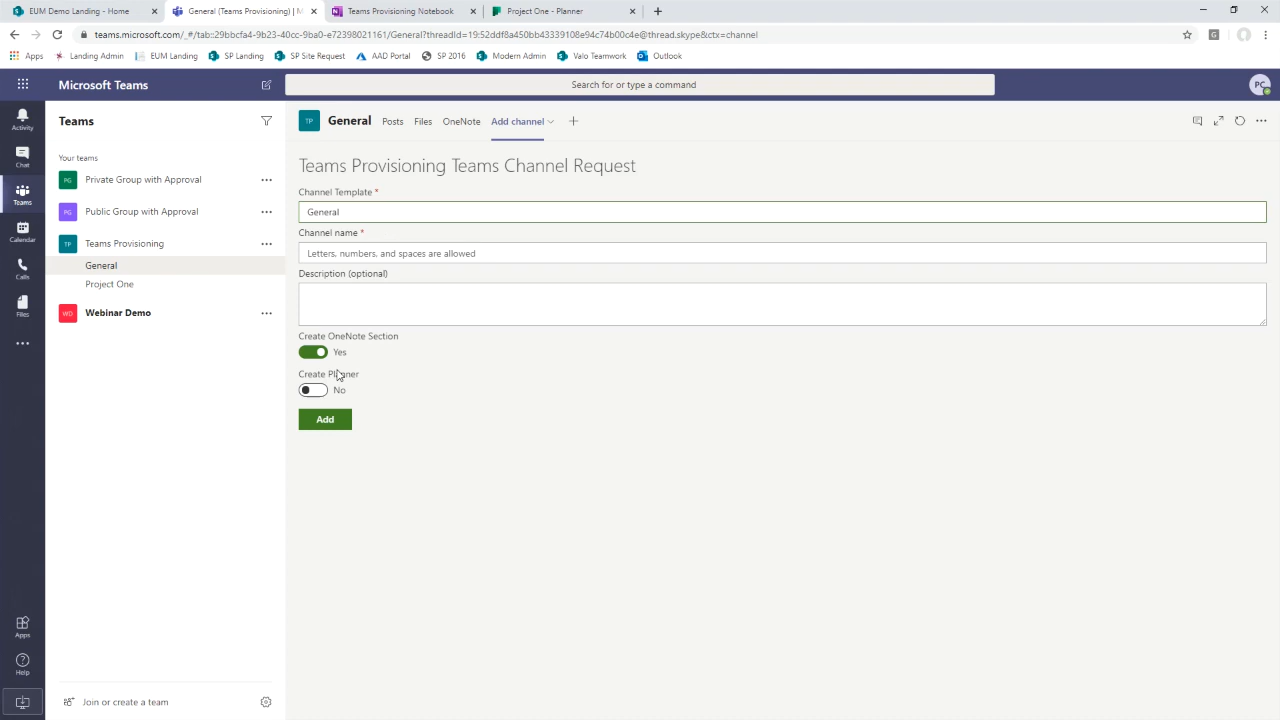 EUM Demo Landing - Home
General (Teams Provisioning) | M
Teams Provisioning Notebook
Project One - Planner
teams.microsoft.com/_#/tab::29bbcfa4-9b23-40cc-9ba0-e72398021161/General?threadId=19:52ddf8a450bb43339108e94c74b00c4e@thread.skype&ctx=channel
Apps
Landing Admin
EUM Landing
SP Landing
SP Site Request
AAD Portal
SP 2016
Modern Admin
Valo Teamwork
Outlook
Microsoft Teams
Search for or type a command
PC
Activity
Chat
Teams
Calendar
Calls
Files
Apps
Help
Teams
Your teams
PG Private Group with Approval
PG Public Group with Approval
TP Teams Provisioning
General
Project One
WD Webinar Demo
Join or create a team
TP General Posts Files OneNote Add channel
Teams Provisioning Teams Channel Request
Channel Template *
General
Channel name *
Letters, numbers, and spaces are allowed
Description (optional)
Create OneNote Section
Yes
Create Planner
No
Add